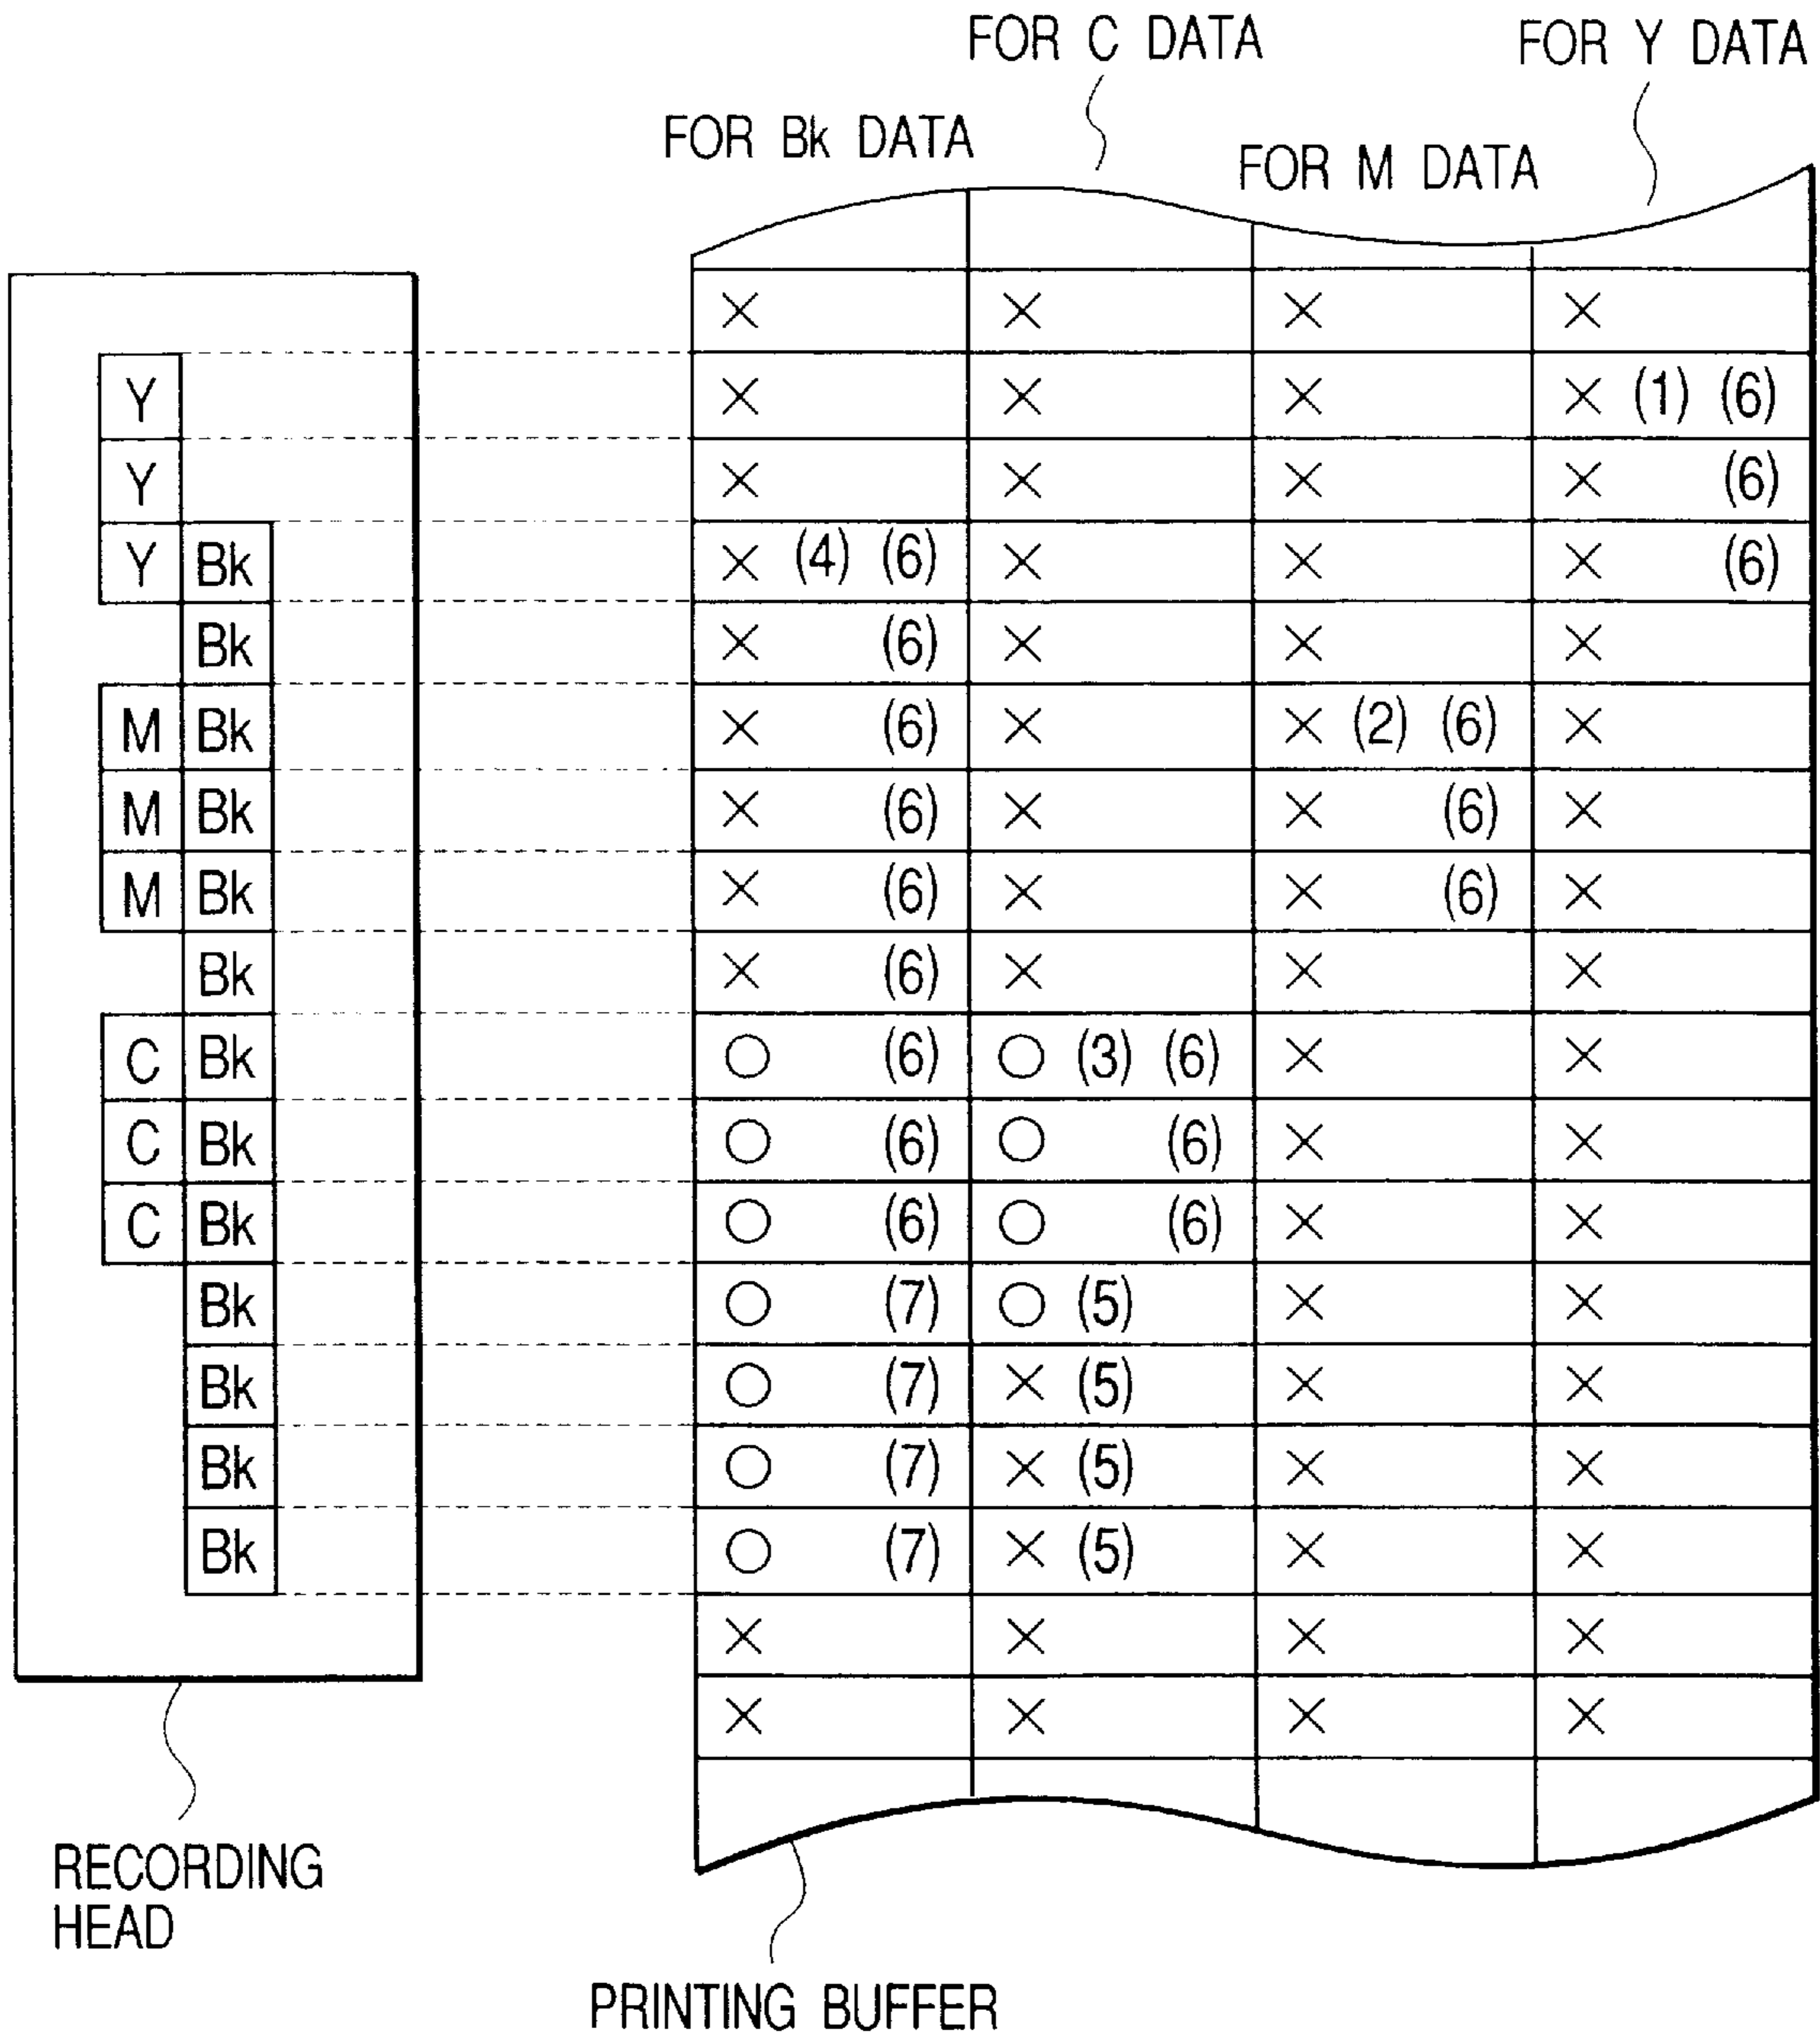 FOR C DATA
FOR Y DATA
FOR Bk DATA
FOR M DATA
× × × ×
Y × × × × (1) (6)
Y × × × × (6)
Y Bk × (4) (6) × × × (6)
Bk × (6) × × ×
M Bk × (6) × × (2) (6) ×
M Bk × (6) × × (6) ×
M Bk × (6) × × (6) ×
Bk × (6) × × ×
C Bk ○ (6) ○ (3) (6) × ×
C Bk ○ (6) ○ (6) × ×
C Bk ○ (6) ○ (6) × ×
Bk ○ (7) ○ (5) × ×
Bk ○ (7) × (5) × ×
Bk ○ (7) × (5) × ×
Bk ○ (7) × (5) × ×
× × × ×
× × × ×
RECORDING
HEAD
PRINTING BUFFER